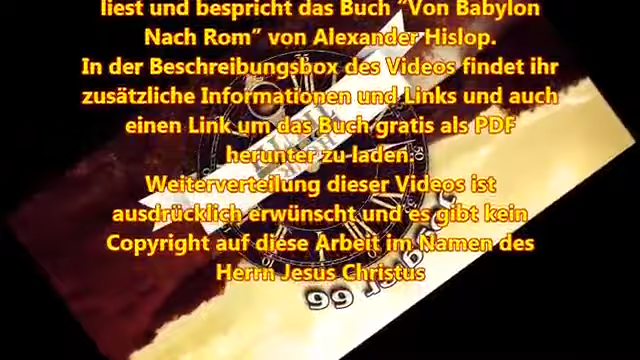 liest und bespricht das Buch “Von Babylon
Nach Rom” von Alexander Hislop.
In der Beschreibungsbox des Videos findet ihr
zusätzliche Informationen und Links und auch
einen Link um das Buch gratis als PDF
herunter zu laden.
Weiterverteilung dieser Videos ist
ausdrücklich erwünscht und es gibt kein
Copyright auf diese Arbeit im Namen des
Herrn Jesus Christus